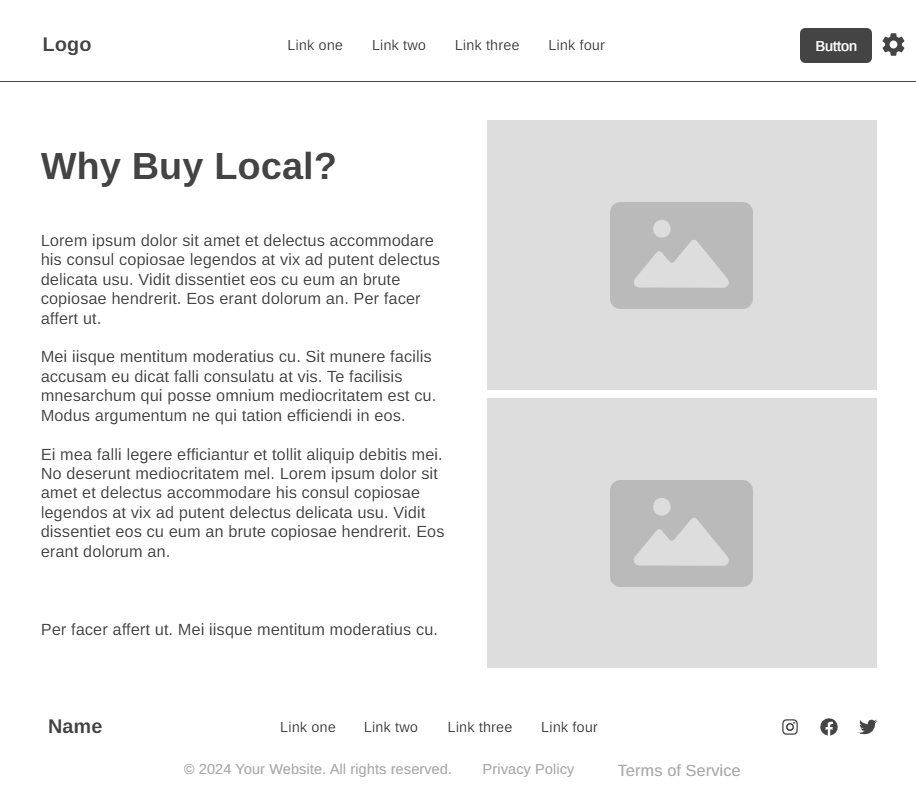 Logo
Link one
Link two
Link three
Link four
Button
Why Buy Local?
Lorem ipsum dolor sit amet et delectus accommodare
his consul copiosae legendos at vix ad putent delectus
delicata usu. Vidit dissentiet eos cu eum an brute
copiosae hendrerit. Eos erant dolorum an. Per facer
affert ut.
Mei iisque mentitum moderatius cu. Sit munere facilis
accusam eu dicat falli consulatu at vis. Te facilisis
mnesarchum qui posse omnium mediocritatem est cu.
Modus argumentum ne qui tation efficiendi in eos.
Ei mea falli legere efficiantur et tollit aliquip debitis mei.
No deserunt mediocritatem mel. Lorem ipsum dolor sit
amet et delectus accommodare his consul copiosae
legendos at vix ad putent delectus delicata usu. Vidit
dissentiet eos cu eum an brute copiosae hendrerit. Eos
erant dolorum an.
Per facer affert ut. Mei iisque mentitum moderatius cu.
Name
Link one
Link two
Link three
Link four
© 2024 Your Website. All rights reserved.
Privacy Policy
Terms of Service